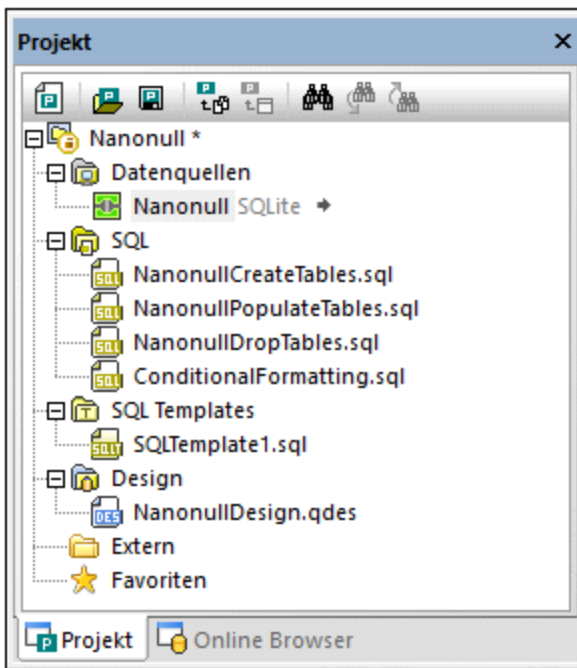 Projekt
Nanonull *
Datenquellen
Nanonull SQLite
SQL
NanonullCreateTables.sql
NanonullPopulateTables.sql
NanonullDropTables.sql
ConditionalFormatting.sql
SQL Templates
SQLTemplate1.sql
Design
NanonullDesign.qdes
Extern
Favoriten
Projekt Online Browser